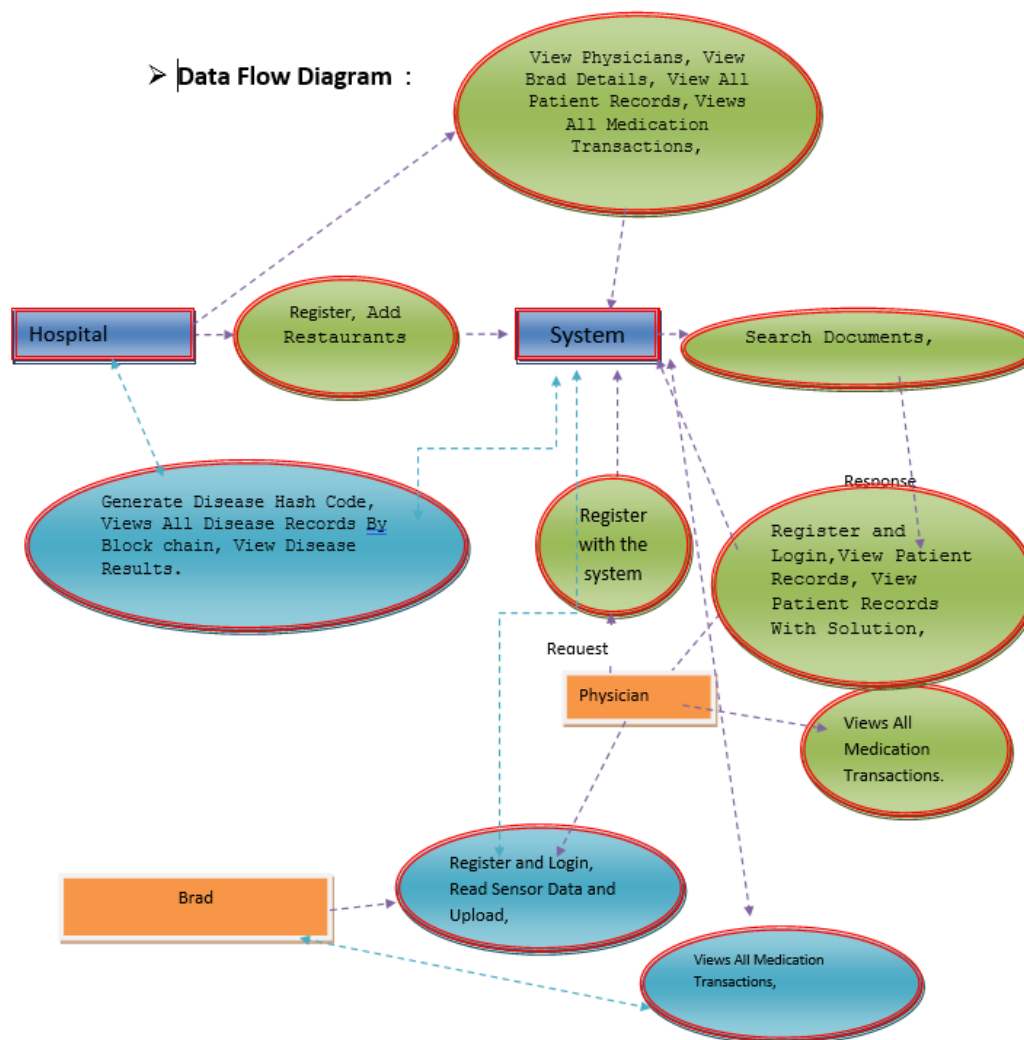 ➢ Data Flow Diagram :
View Physicians, View
Brad Details, View All
Patient Records, Views
All Medication
Transactions,
Hospital
Register, Add
Restaurants
System
Search Documents,
Generate Disease Hash Code,
Views All Disease Records By
Block chain, View Disease
Results.
Register
with the
system
Response
Register and
Login,View Patient
Records, View
Patient Records
With Solution,
Request
Physician
Views All
Medication
Transactions.
Brad
Register and Login,
Read Sensor Data and
Upload,
Views All Medication
Transactions,